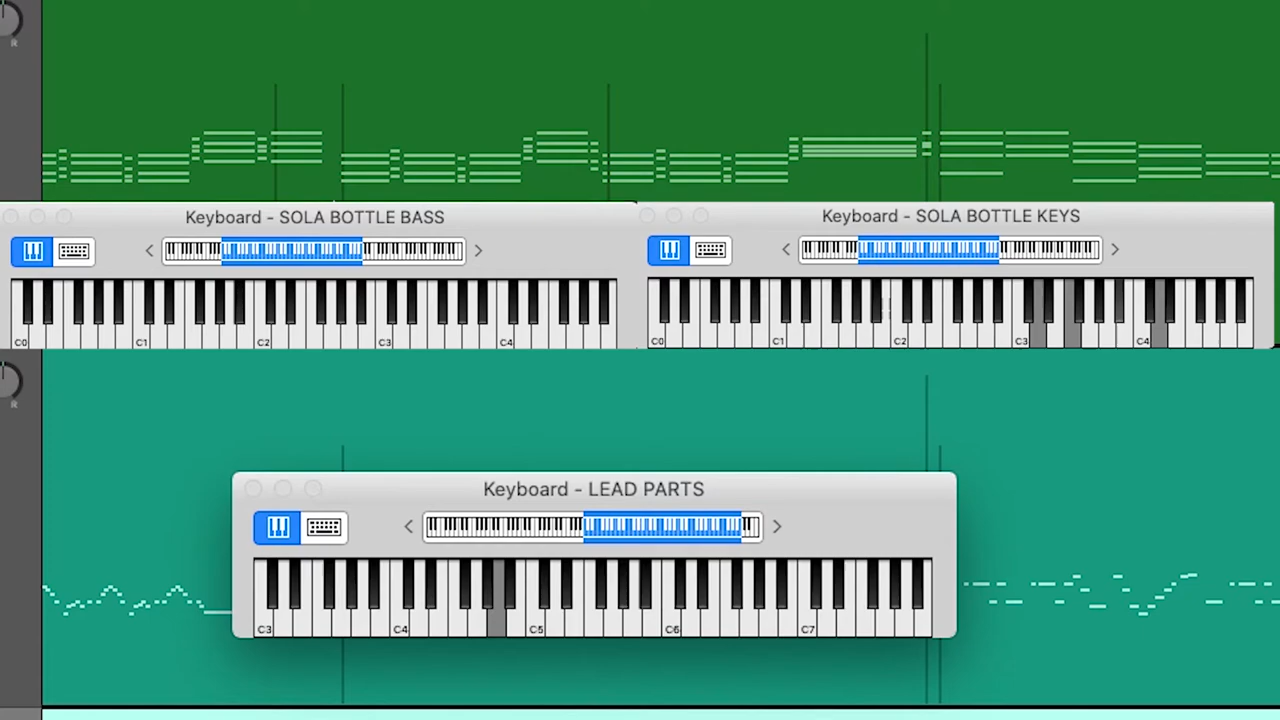 R
Keyboard - SOLA BOTTLE BASS
C0 C1 C2 C3 C4
Keyboard - SOLA BOTTLE KEYS
C0 C1 C2 C3 C4
R
Keyboard - LEAD PARTS
C3 C4 C5 C6 C7